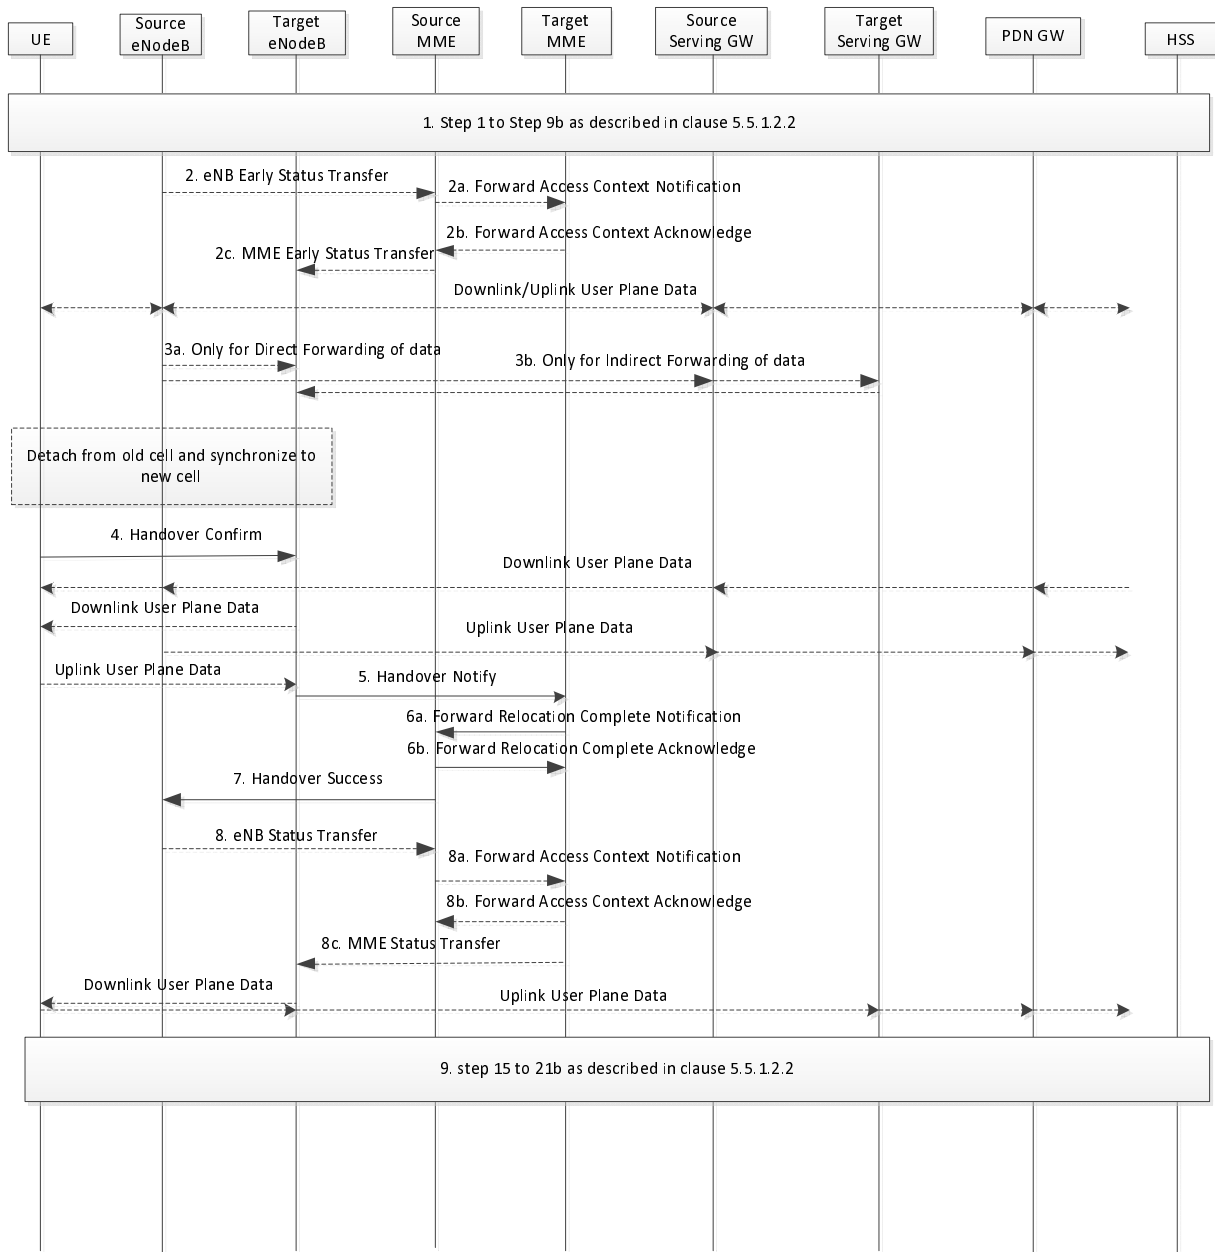 UE
Source
eNodeB
Target
eNodeB
Source
MME
Target
MME
Source
Serving GW
Target
Serving GW
PDN GW
HSS
1. Step 1 to Step 9b as described in clause 5.5.1.2.2
2. eNB Early Status Transfer
2a. Forward Access Context Notification
2b. Forward Access Context Acknowledge
2c. MME Early Status Transfer
Downlink/Uplink User Plane Data
3a. Only for Direct Forwarding of data
3b. Only for Indirect Forwarding of data
Detach from old cell and synchronize to
new cell
4. Handover Confirm
Downlink User Plane Data
Downlink User Plane Data
Uplink User Plane Data
Uplink User Plane Data
5. Handover Notify
6a. Forward Relocation Complete Notification
6b. Forward Relocation Complete Acknowledge
7. Handover Success
8. eNB Status Transfer
8a. Forward Access Context Notification
8b. Forward Access Context Acknowledge
8c. MME Status Transfer
Downlink User Plane Data
Uplink User Plane Data
9. step 15 to 21b as described in clause 5.5.1.2.2